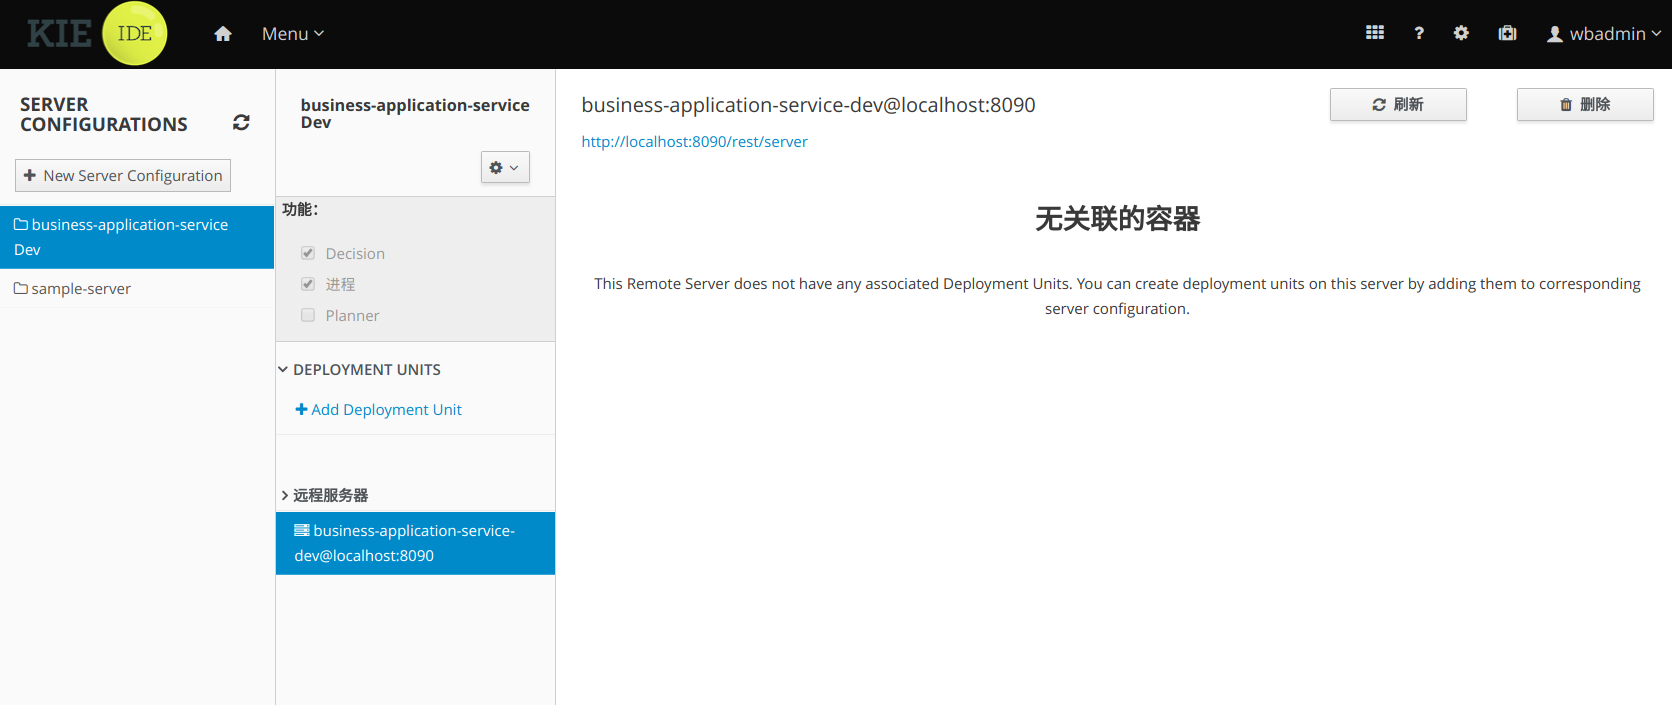 KIE IDE
Menu
?
wbadmin
SERVER
CONFIGURATIONS
New Server Configuration
business-application-service
Dev
sample-server
business-application-service
Dev
功能：
Decision
进程
Planner
DEPLOYMENT UNITS
Add Deployment Unit
远程服务器
business-application-service-
dev@localhost:8090
business-application-service-dev@localhost:8090
刷新
删除
http://localhost:8090/rest/server
无关联的容器
This Remote Server does not have any associated Deployment Units. You can create deployment units on this server by adding them to corresponding
server configuration.